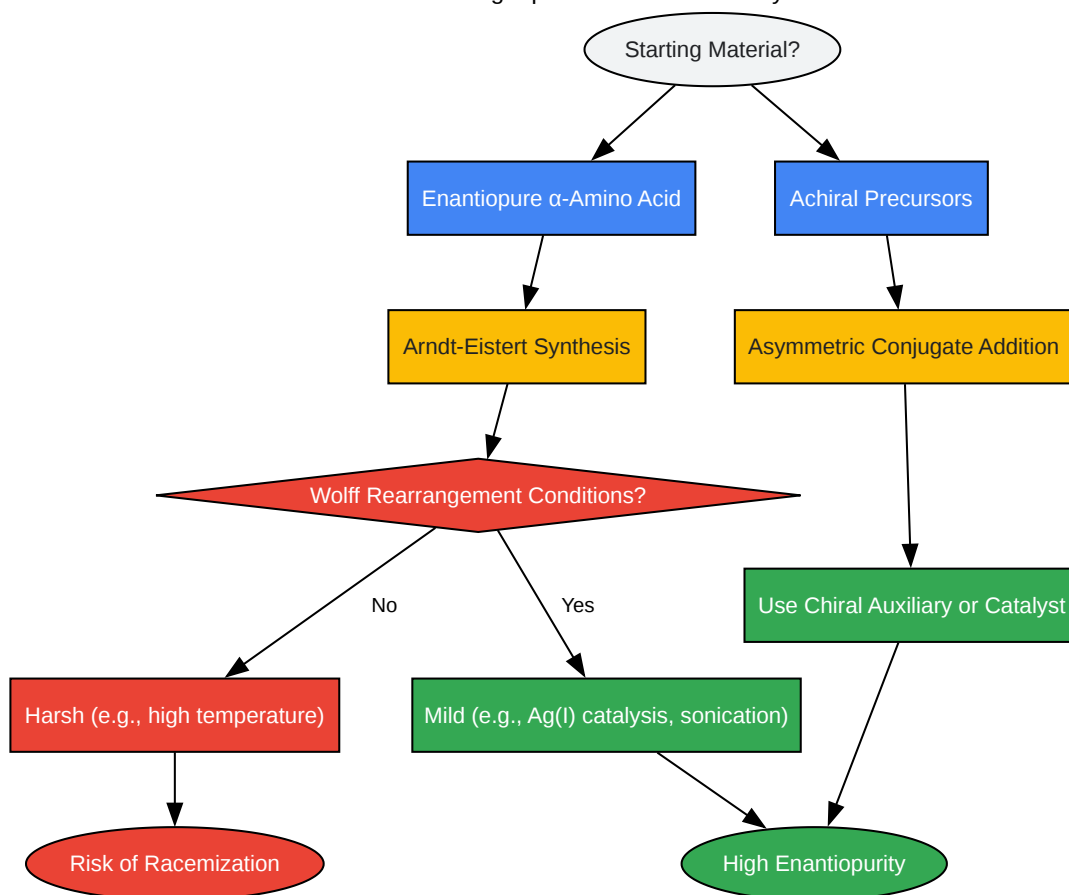 Starting Material?
Enantiopure α-Amino Acid
Achiral Precursors
Arndt-Eistert Synthesis
Asymmetric Conjugate Addition
Wolff Rearrangement Conditions?
No
Yes
Use Chiral Auxiliary or Catalyst
Harsh (e.g., high temperature)
Mild (e.g., Ag(I) catalysis, sonication)
Risk of Racemization
High Enantiopurity